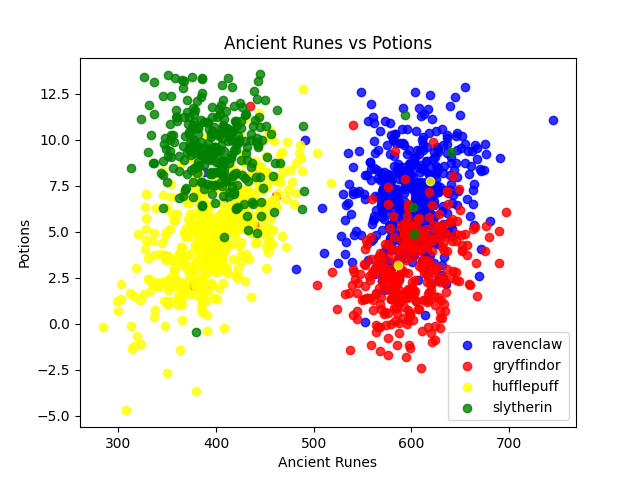 Ancient Runes vs Potions
Potions
12.5
10.0
7.5
5.0
2.5
0.0
−2.5
−5.0
300 400 500 600 700
Ancient Runes
ravenclaw
gryffindor
hufflepuff
slytherin